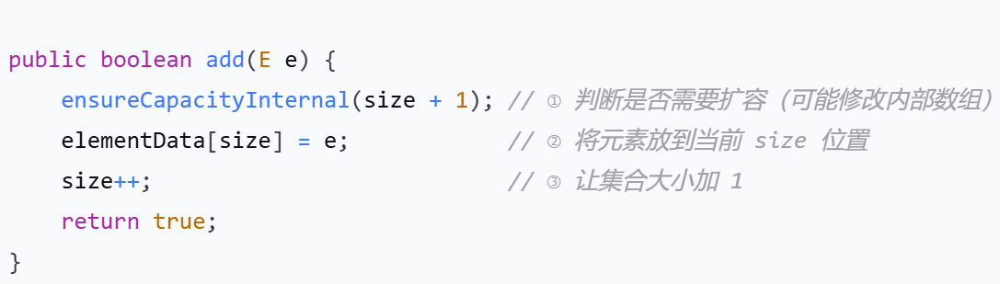 public boolean add(E e) {
    ensureCapacityInternal(size + 1); // ① 判断是否需要扩容（可能修改内部数组）
    elementData[size] = e;            // ② 将元素放到当前 size 位置
    size++;                           // ③ 让集合大小加 1
    return true;
}